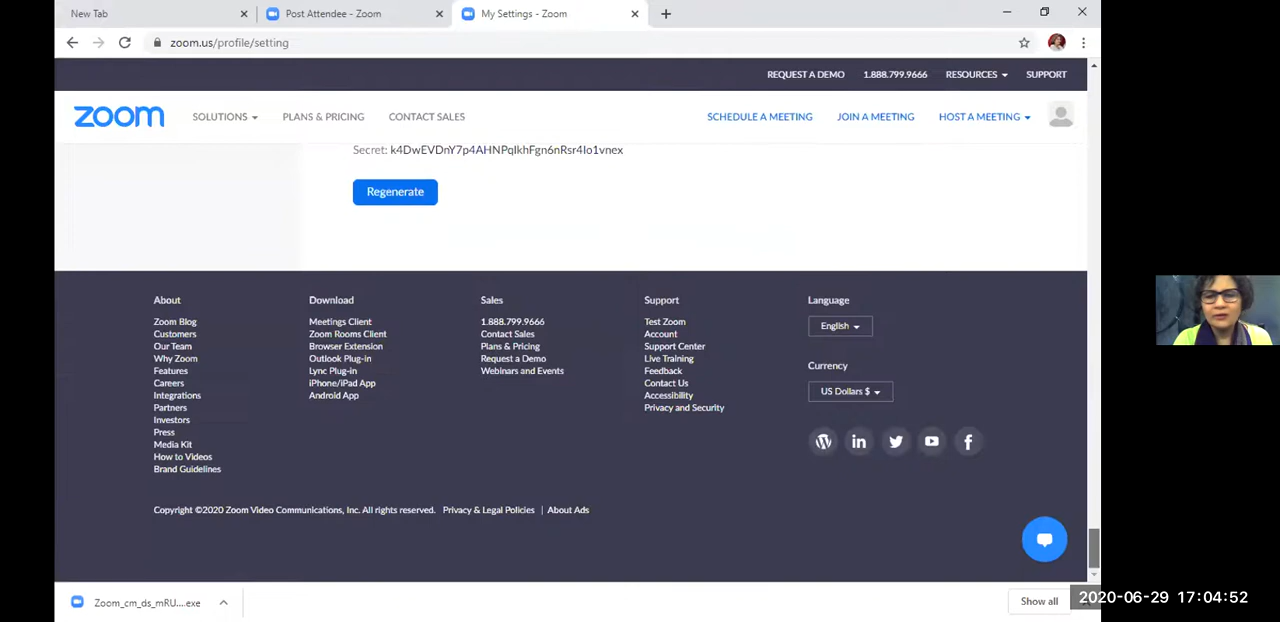 New Tab
Post Attendee - Zoom
My Settings - Zoom
zoom.us/profile/setting
REQUEST A DEMO 1.888.799.9666 RESOURCES SUPPORT
zoom SOLUTIONS PLANS & PRICING CONTACT SALES SCHEDULE A MEETING JOIN A MEETING HOST A MEETING
Secret: k4DwEVDnY7p4AHNPqIkhFgn6nRsr4Io1vnex
Regenerate
About
Zoom Blog
Customers
Our Team
Why Zoom
Features
Careers
Integrations
Partners
Investors
Press
Media Kit
How to Videos
Brand Guidelines
Download
Meetings Client
Zoom Rooms Client
Browser Extension
Outlook Plug-in
Lync Plug-in
iPhone/iPad App
Android App
Sales
1.888.799.9666
Contact Sales
Plans & Pricing
Request a Demo
Webinars and Events
Support
Test Zoom
Account
Support Center
Live Training
Feedback
Contact Us
Accessibility
Privacy and Security
Language
English
Currency
US Dollars $
Copyright ©2020 Zoom Video Communications, Inc. All rights reserved. Privacy & Legal Policies | About Ads
Zoom_cm_ds_mRU....exe
Show all
2020-06-29 17:04:52